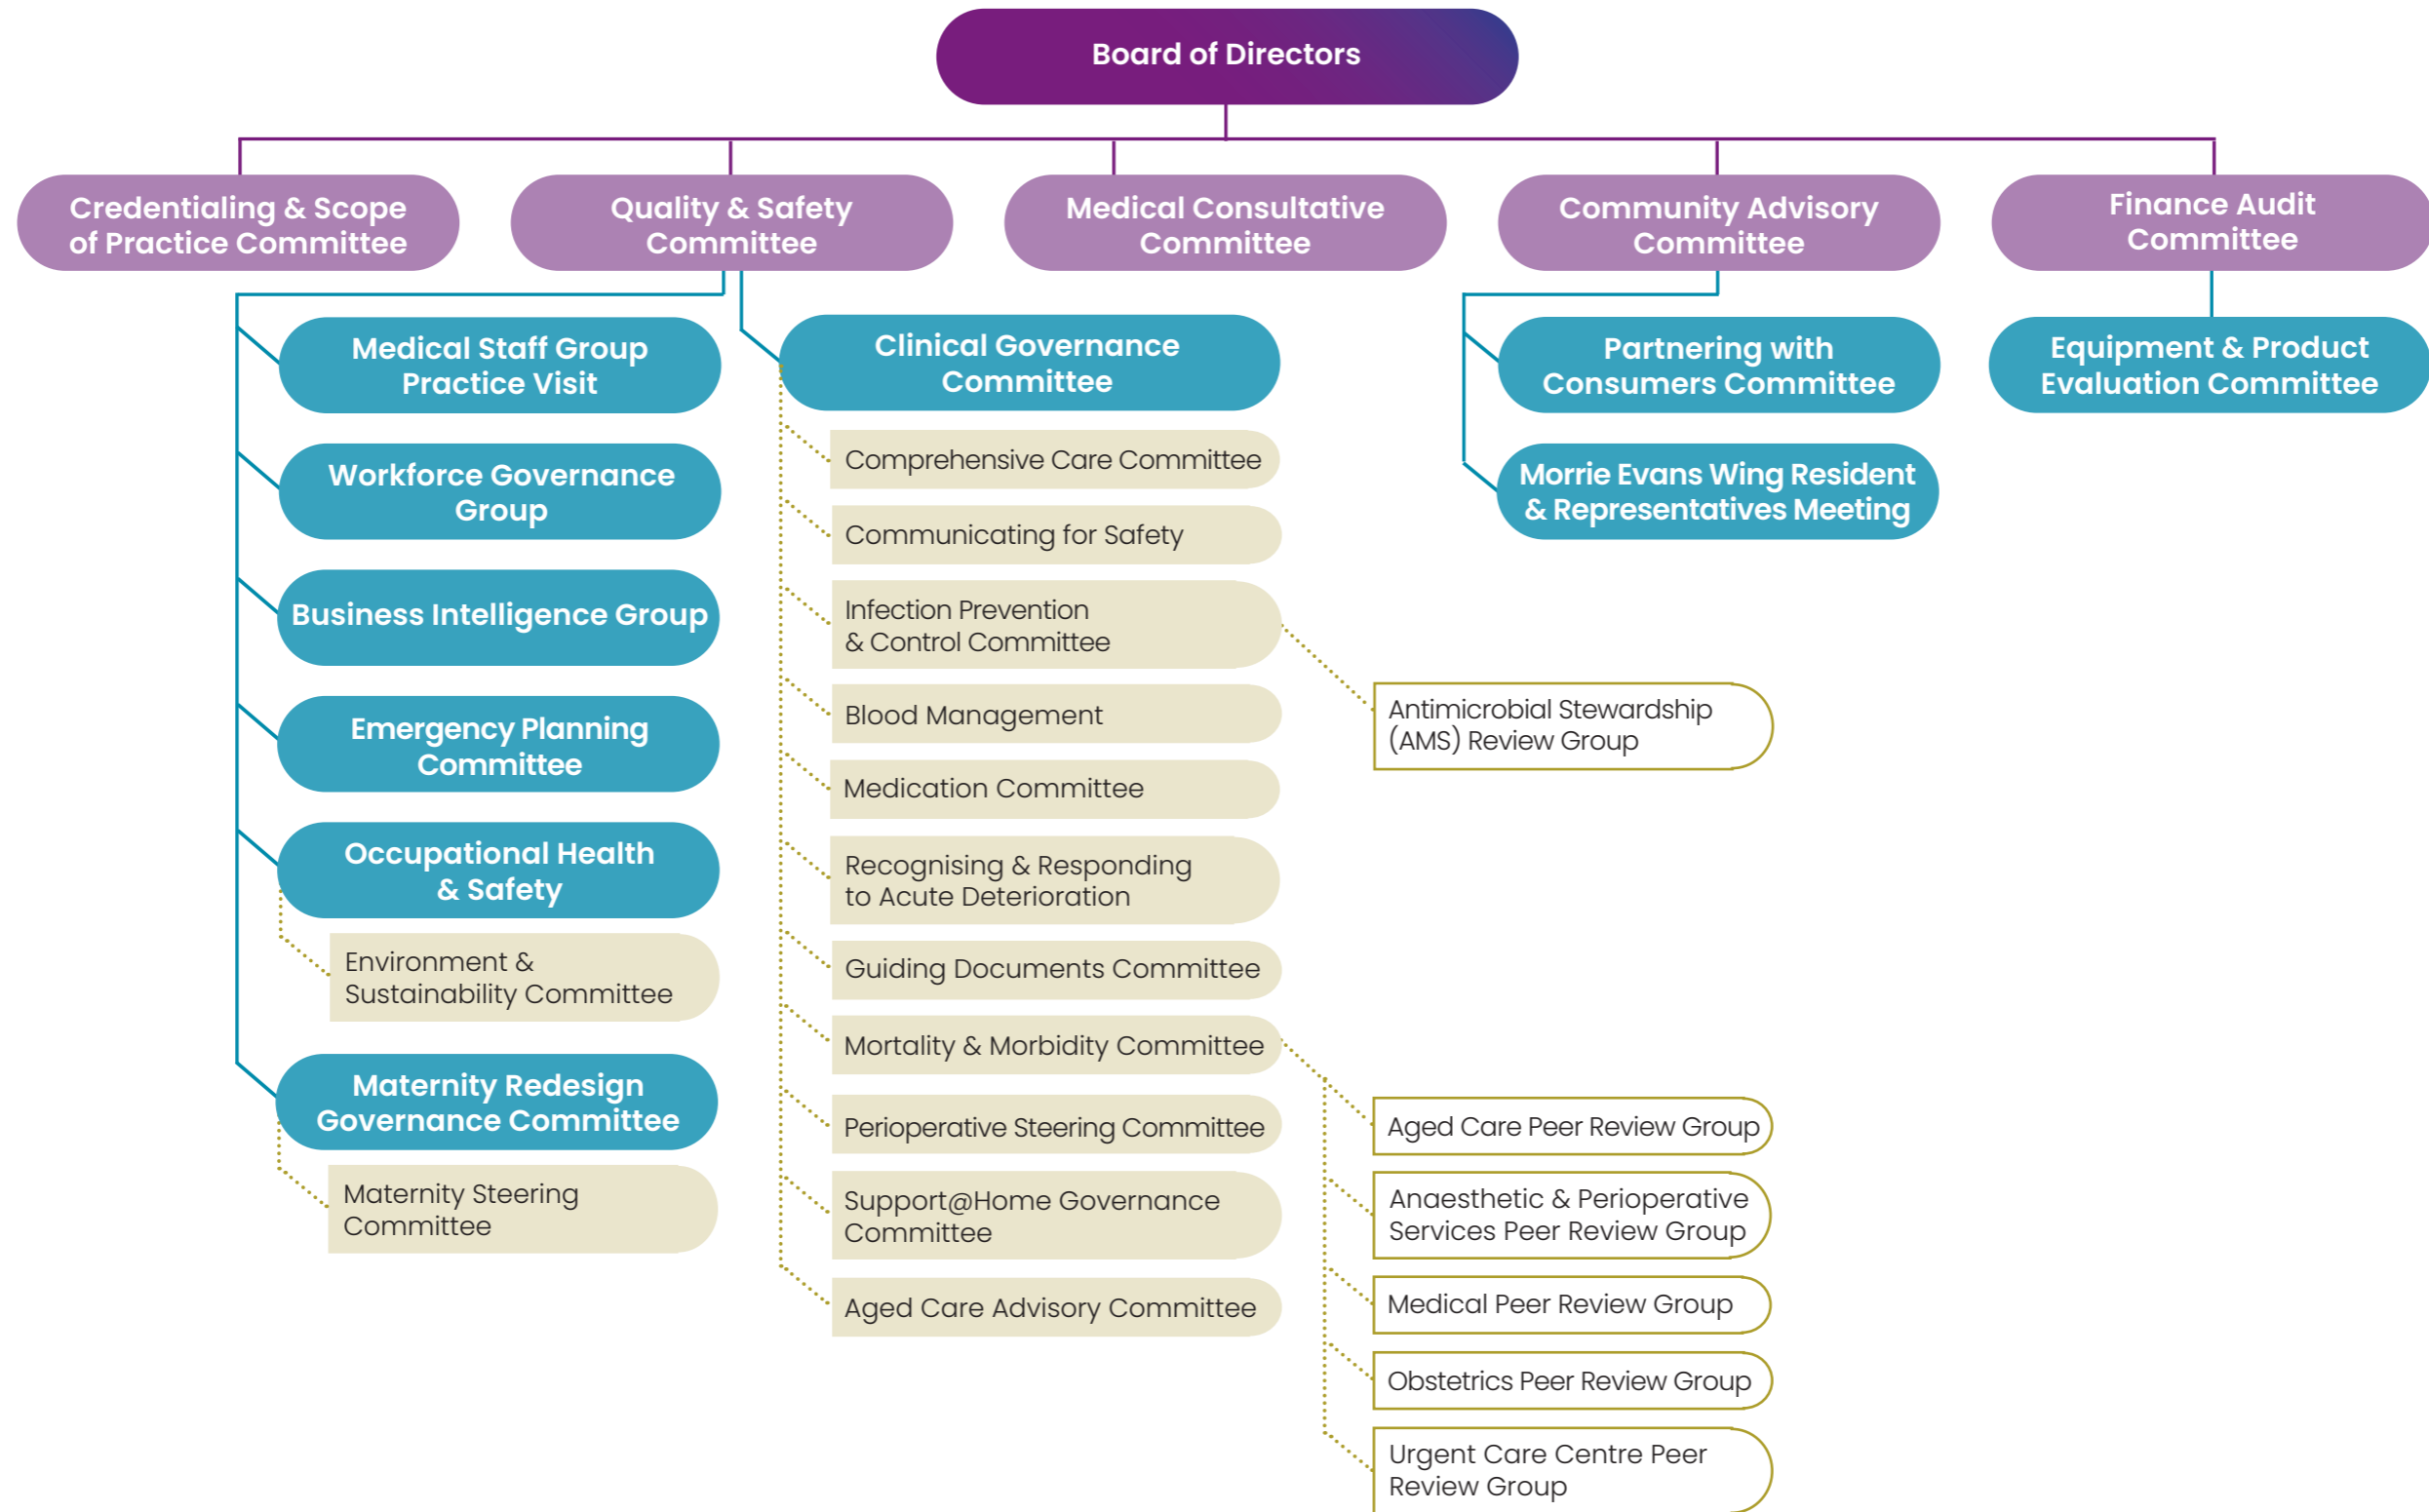 Board of Directors
Credentialing & Scope
of Practice Committee
Quality & Safety
Committee
Medical Consultative
Committee
Community Advisory
Committee
Finance Audit
Committee
Medical Staff Group
Practice Visit
Workforce Governance
Group
Business Intelligence Group
Emergency Planning
Committee
Occupational Health
& Safety
Environment &
Sustainability Committee
Maternity Redesign
Governance Committee
Maternity Steering
Committee
Clinical Governance
Committee
Comprehensive Care Committee
Communicating for Safety
Infection Prevention
& Control Committee
Blood Management
Medication Committee
Recognising & Responding
to Acute Deterioration
Guiding Documents Committee
Mortality & Morbidity Committee
Perioperative Steering Committee
Support@Home Governance
Committee
Aged Care Advisory Committee
Antimicrobial Stewardship
(AMS) Review Group
Aged Care Peer Review Group
Anaesthetic & Perioperative
Services Peer Review Group
Medical Peer Review Group
Obstetrics Peer Review Group
Urgent Care Centre Peer
Review Group
Partnering with
Consumers Committee
Morrie Evans Wing Resident
& Representatives Meeting
Equipment & Product
Evaluation Committee